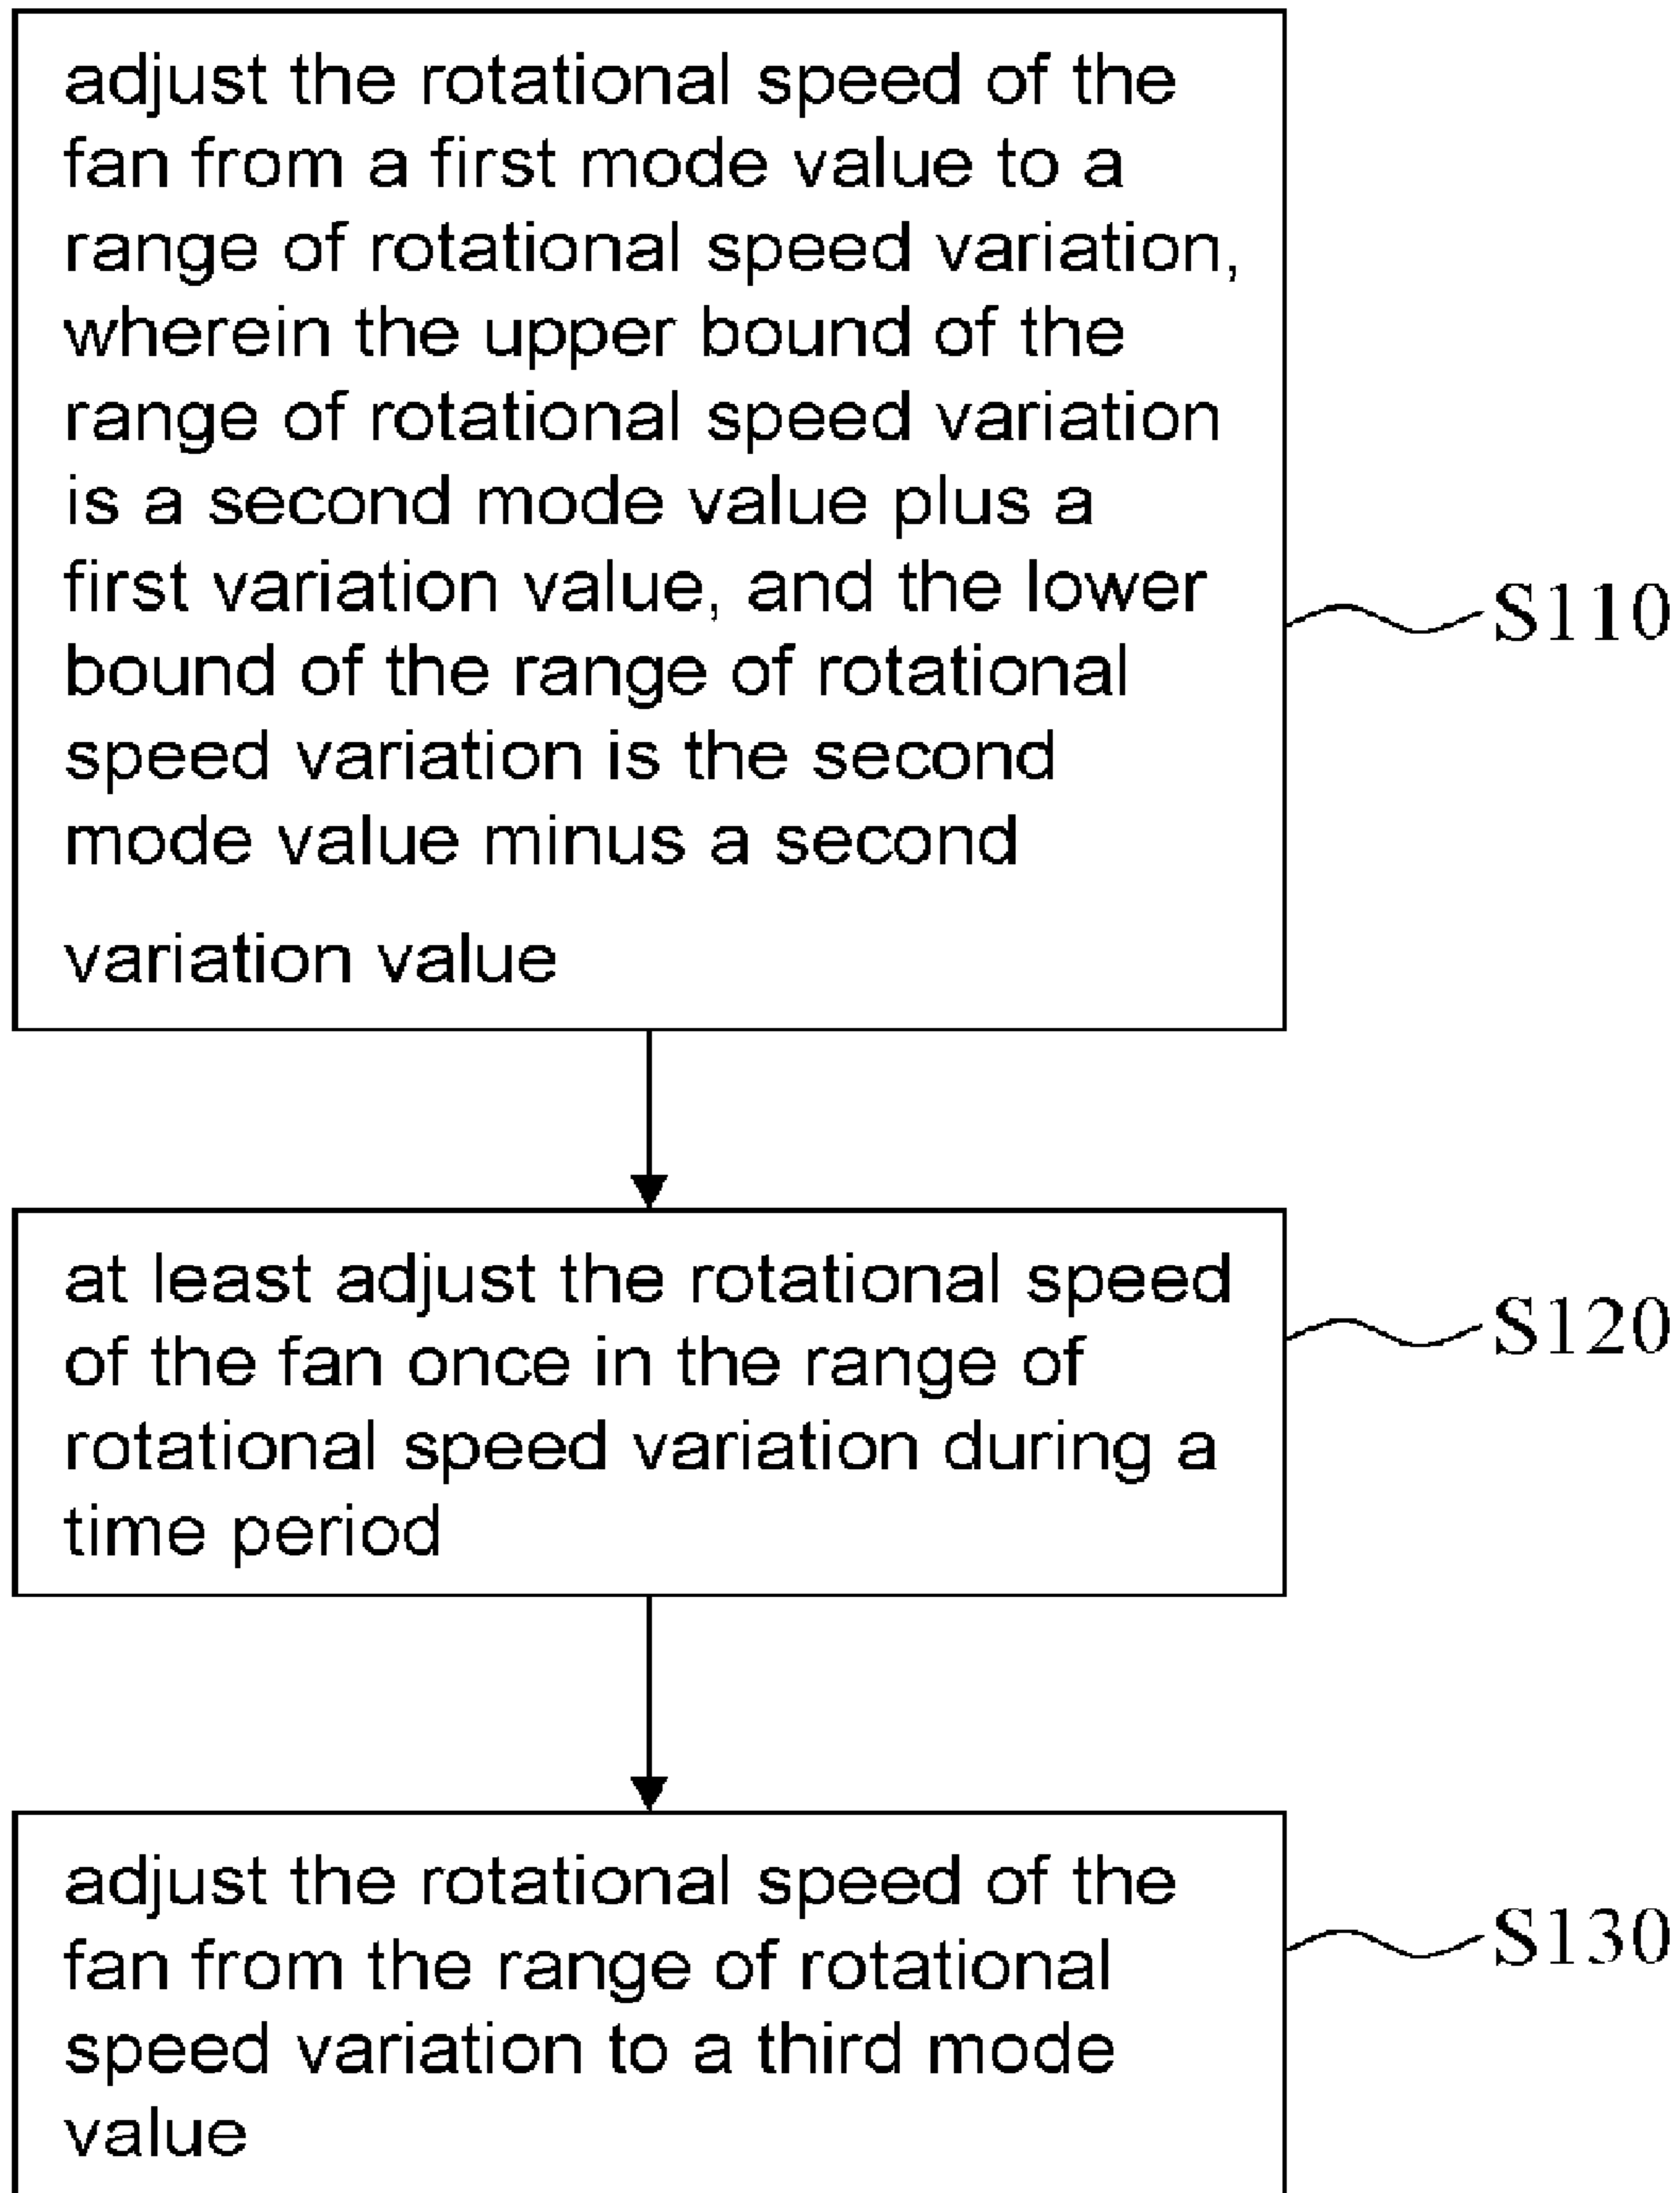 adjust the rotational speed of the
fan from a first mode value to a
range of rotational speed variation,
wherein the upper bound of the
range of rotational speed variation
is a second mode value plus a
first variation value, and the lower
bound of the range of rotational
speed variation is the second
mode value minus a second
variation value
S110
at least adjust the rotational speed
of the fan once in the range of
rotational speed variation during a
time period
S120
adjust the rotational speed of the
fan from the range of rotational
speed variation to a third mode
value
S130